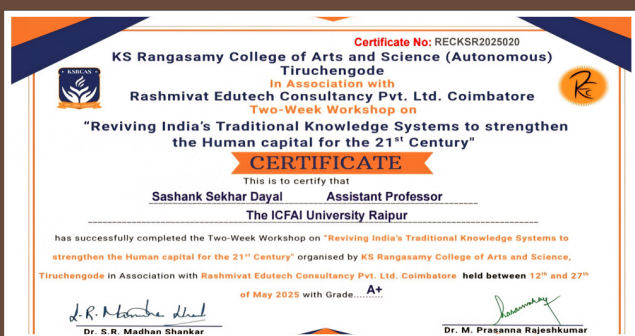 Certificate No: RECKSR2025020
KS Rangasamy College of Arts and Science (Autonomous)
Tiruchengode
KSRCAS
In Association with
Rashmivat Edutech Consultancy Pvt. Ltd. Coimbatore
Two-Week Workshop on
“Reviving India’s Traditional Knowledge Systems to strengthen
the Human capital for the 21st Century"
CERTIFICATE
This is to certify that
Sashank Sekhar Dayal Assistant Professor
The ICFAI University Raipur
has successfully completed the Two-Week Workshop on "Reviving India's Traditional Knowledge Systems to
strengthen the Human capital for the 21st Century" organised by KS Rangasamy College of Arts and Science,
Tiruchengode in Association with Rashmivat Edutech Consultancy Pvt. Ltd. Coimbatore held between 12th and 27th
of May 2025 with Grade........A+
Dr. S.R. Madhan Shankar Dr. M. Prasanna Rajeshkumar